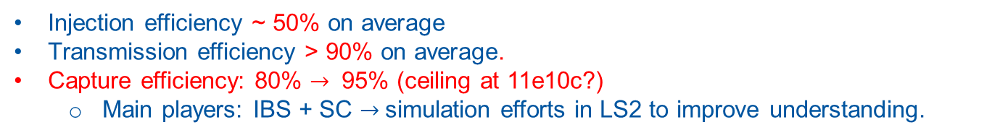 • Injection efficiency ~ 50% on average
• Transmission efficiency > 90% on average.
• Capture efficiency: 80% → 95% (ceiling at 11e10c?)
o Main players: IBS + SC → simulation efforts in LS2 to improve understanding.